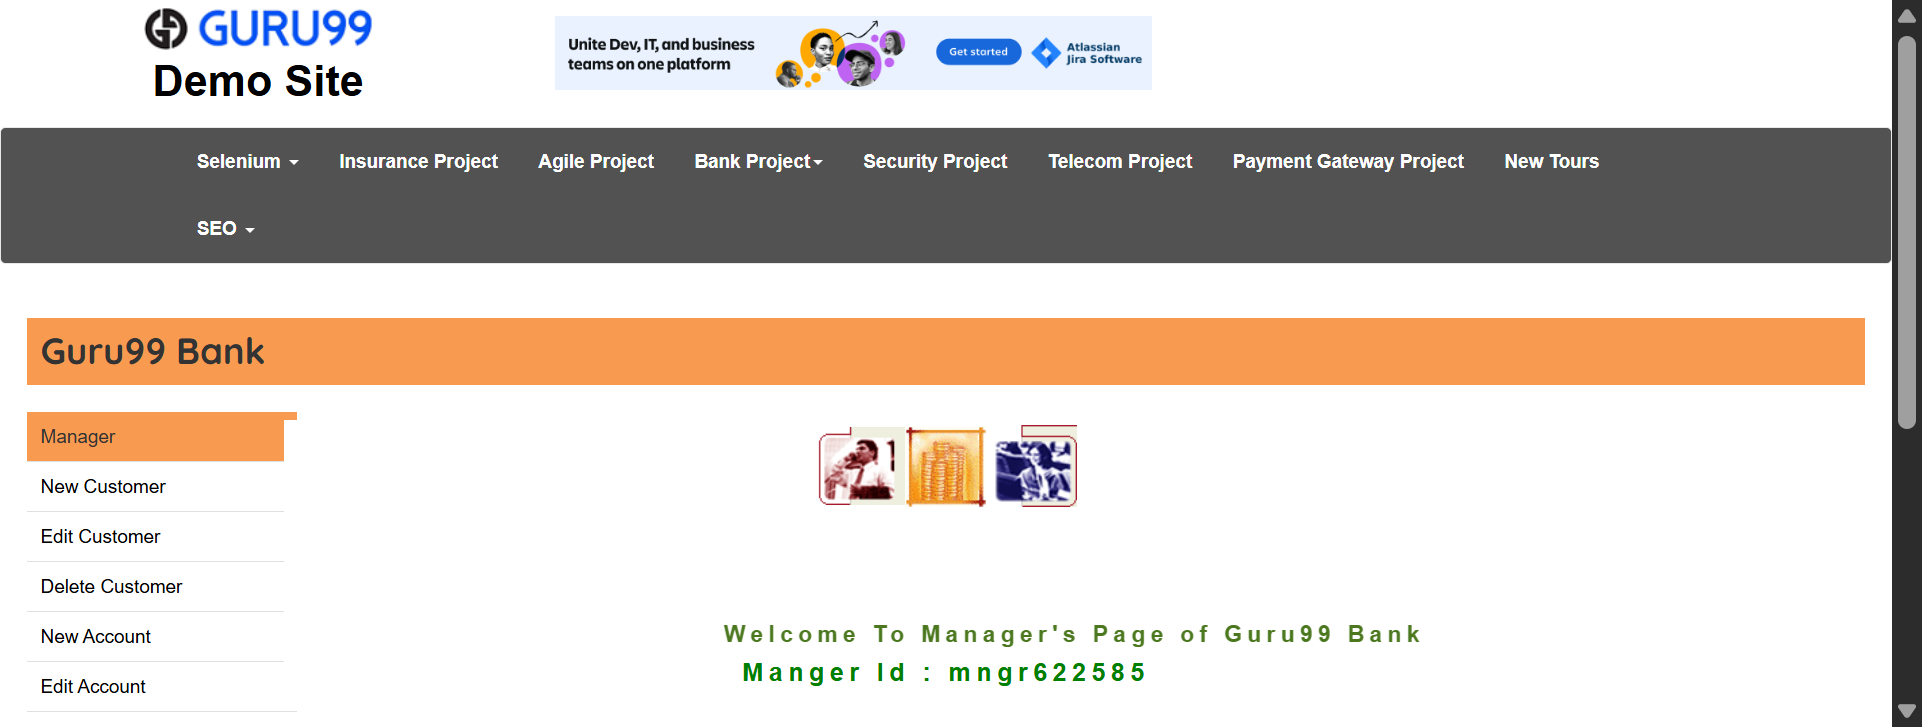 GURU99
Demo Site
Unite Dev, IT, and business
teams on one platform
Get started
Atlassian
Jira Software
Selenium
Insurance Project
Agile Project
Bank Project
Security Project
Telecom Project
Payment Gateway Project
New Tours
SEO
Guru99 Bank
Manager
New Customer
Edit Customer
Delete Customer
New Account
Edit Account
Welcome To Manager's Page of Guru99 Bank
Manger Id : mngr622585